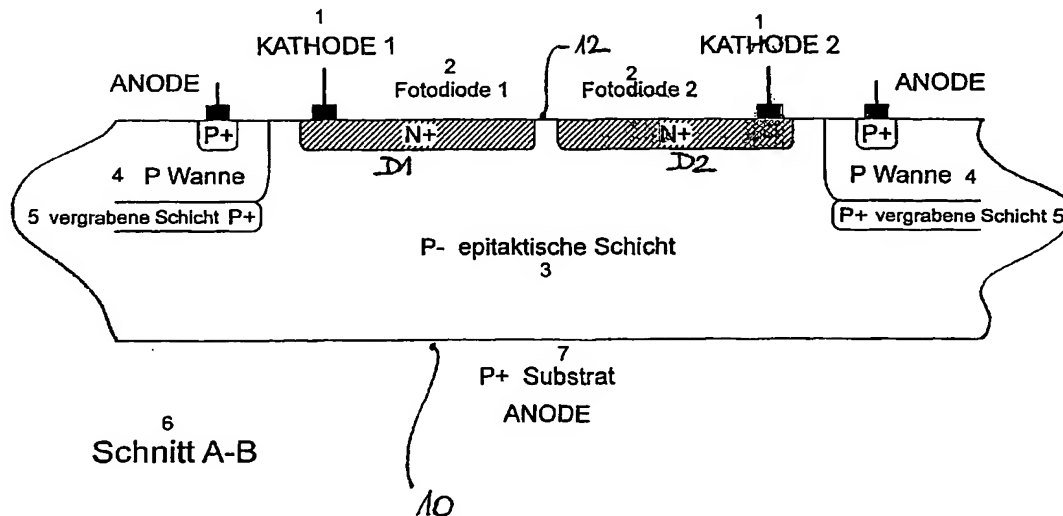 1
KATHODE 1
12
1
KATHODE 2
ANODE
2
Fotodiode 1
2
Fotodiode 2
ANODE
P+
N+
N+
P+
D1
D2
4 P Wanne
P Wanne 4
5 vergrabene Schicht P+
P+ vergrabene Schicht 5
P- epitaktische Schicht
3
7
P+ Substrat
ANODE
6
Schnitt A-B
10